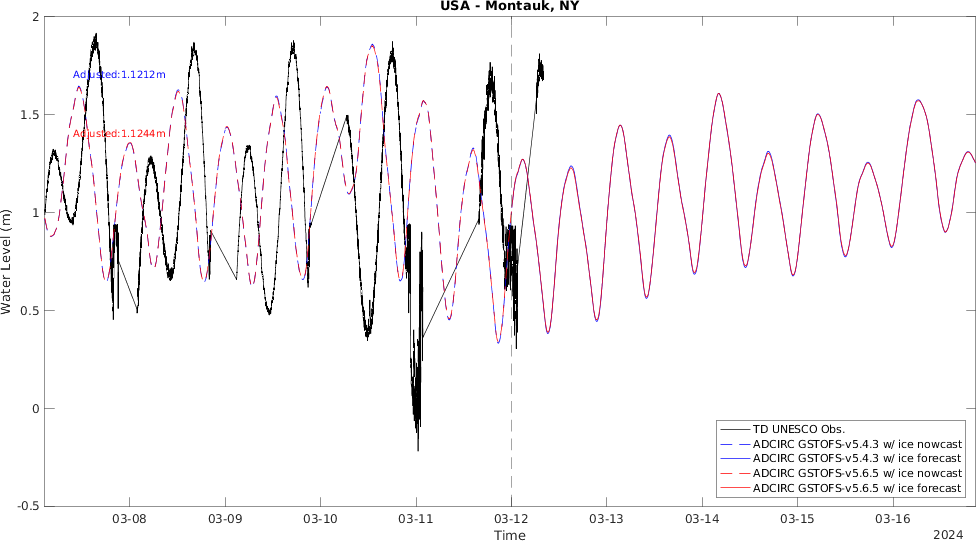 USA - Montauk, NY
2
1.5
1
0.5
0
-0.5
Water Level (m)
Adjusted:1.1212m
Adjusted:1.1244m
TD UNESCO Obs.
ADCIRC GSTOFS-v5.4.3 w/ ice nowcast
ADCIRC GSTOFS-v5.4.3 w/ ice forecast
ADCIRC GSTOFS-v5.6.5 w/ ice nowcast
ADCIRC GSTOFS-v5.6.5 w/ ice forecast
03-08 03-09 03-10 03-11 03-12 03-13 03-14 03-15 03-16
Time
2024